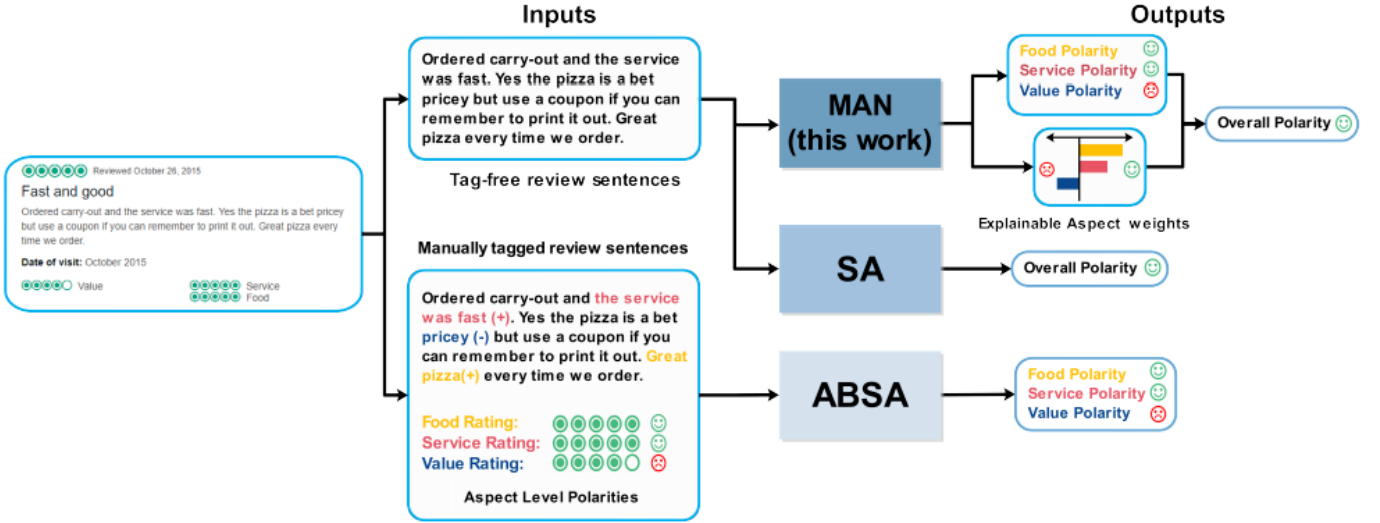 Inputs
Outputs
Reviewed October 26, 2015
Fast and good
Ordered carry-out and the service was fast. Yes the pizza is a bet pricey
but use a coupon if you can remember to print it out. Great pizza every
time we order.
Date of visit: October 2015
Value
Service
Food
Ordered carry-out and the service
was fast. Yes the pizza is a bet
pricey but use a coupon if you can
remember to print it out. Great
pizza every time we order.
Tag-free review sentences
Manually tagged review sentences
Ordered carry-out and the service
was fast (+). Yes the pizza is a bet
pricey (-) but use a coupon if you
can remember to print it out. Great
pizza(+) every time we order.
Food Rating:
Service Rating:
Value Rating:
Aspect Level Polarities
MAN
(this work)
SA
ABSA
Food Polarity
Service Polarity
Value Polarity
Explainable Aspect weights
Overall Polarity
Overall Polarity
Food Polarity
Service Polarity
Value Polarity